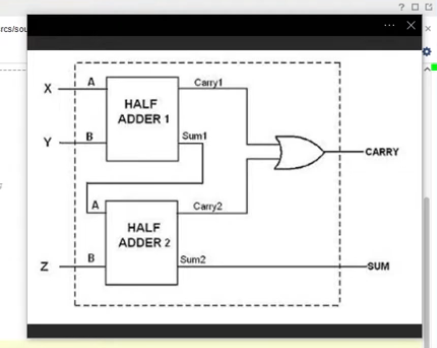 rcs/sou
X
A
Carry1
HALF
ADDER 1
Y
B
Sum1
CARRY
A
Carry2
HALF
ADDER 2
Z
B
Sum2
SUM